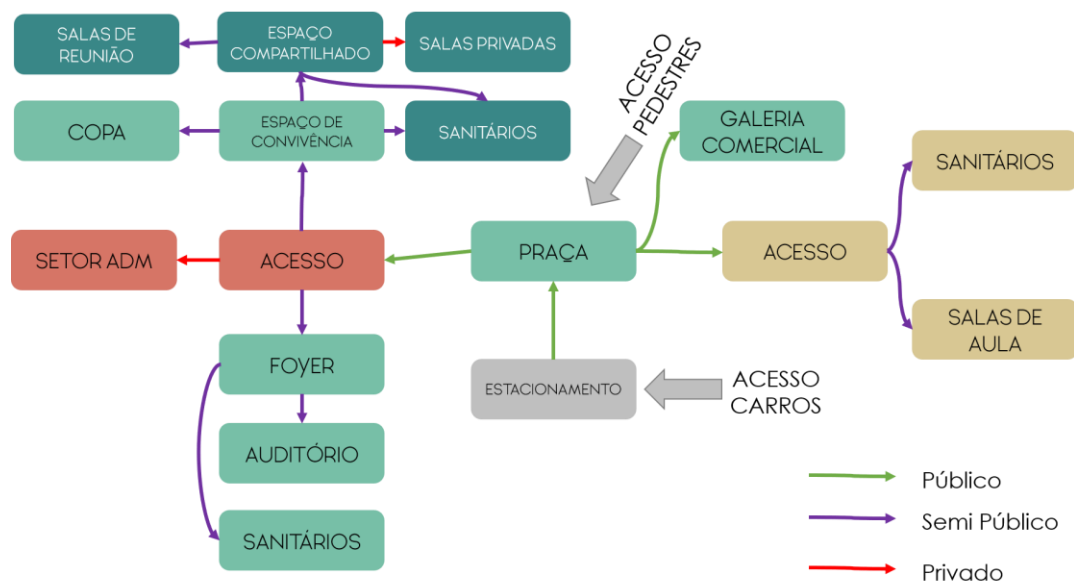 SALAS DE
REUNIÃO
ESPAÇO
COMPARTILHADO
SALAS PRIVADAS
COPA
ESPAÇO DE
CONVIVÊNCIA
SANITÁRIOS
ACESSO
PEDESTRES
GALERIA
COMERCIAL
SANITÁRIOS
SETOR ADM
ACESSO
PRAÇA
ACESSO
SALAS DE
AULA
FOYER
ESTACIONAMENTO
ACESSO
CARROS
AUDITÓRIO
SANITÁRIOS
Público
Semi Público
Privado